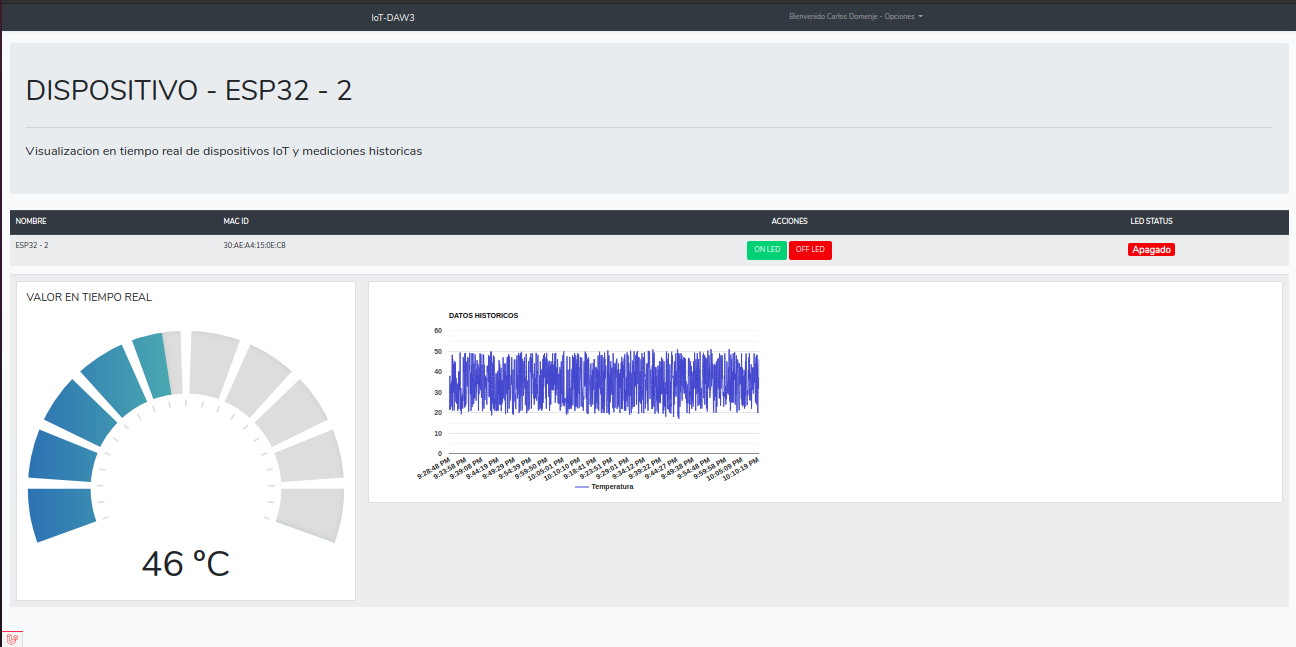 IoT-DAW3
Bienvenido Carlos Domenje - Opciones
DISPOSITIVO - ESP32 - 2
Visualizacion en tiempo real de dispositivos IoT y mediciones historicas
NOMBRE MAC ID ACCIONES LED STATUS
ESP32 - 2 30:AE:A4:15:0E:C8 ON LED OFF LED Apagado
VALOR EN TIEMPO REAL
46 ºC
DATOS HISTORICOS
60
50
40
30
20
10
0
9:28:48 PM
9:33:58 PM
9:39:08 PM
9:44:19 PM
9:49:29 PM
9:54:39 PM
9:59:50 PM
10:05:01 PM
10:10:10 PM
9:18:41 PM
9:23:51 PM
9:29:01 PM
9:34:12 PM
9:39:22 PM
9:44:27 PM
9:49:38 PM
9:54:48 PM
9:59:58 PM
10:05:09 PM
10:10:19 PM
Temperatura